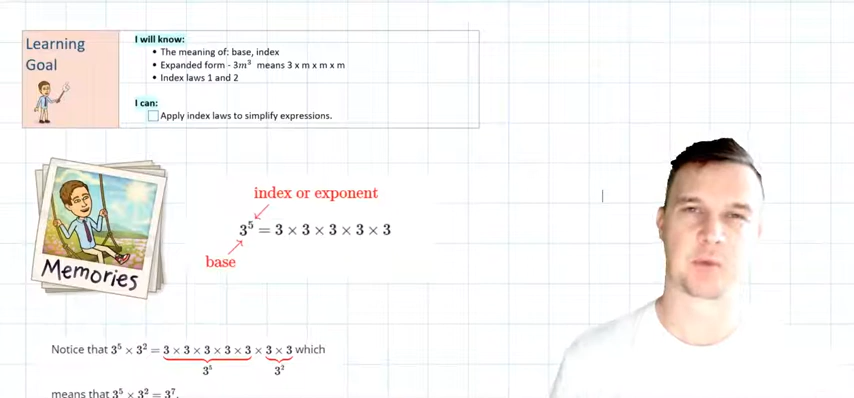 Learning
Goal
I will know:
• The meaning of: base, index
• Expanded form - 3m³ means 3 x m x m x m
• Index laws 1 and 2
I can:
Apply index laws to simplify expressions.
Memories
index or exponent
3⁵ = 3 × 3 × 3 × 3 × 3
base
Notice that 3⁵ × 3² = 3 × 3 × 3 × 3 × 3 × 3 × 3 which
3⁵ 3²
means that 3⁵ × 3² = 3⁷.